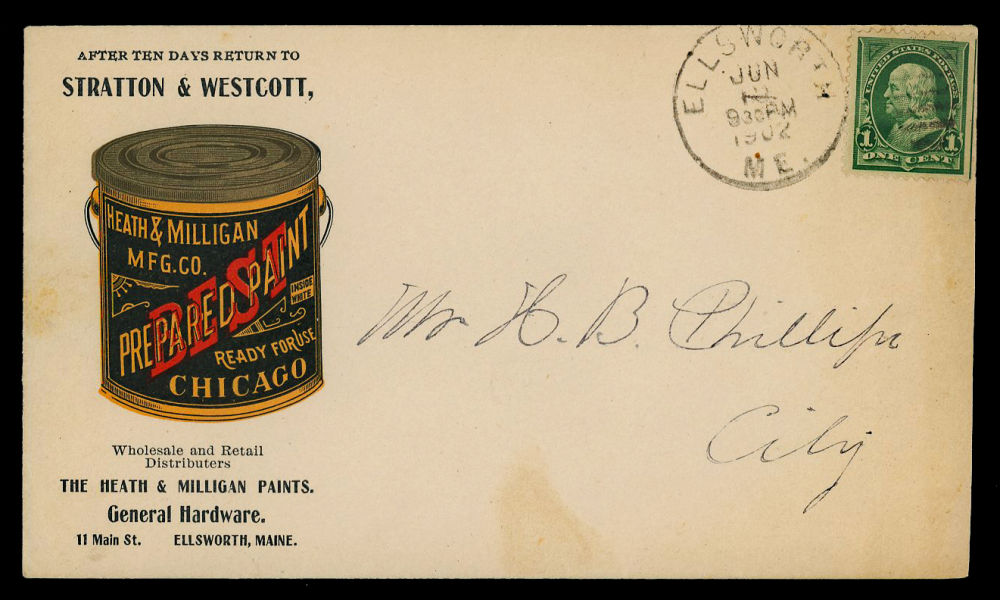 AFTER TEN DAYS RETURN TO
STRATTON & WESTCOTT,
HEATH & MILLIGAN
MFG. CO.
BEST
PREPARED PAINT
INSIDE
WHITE
READY FOR USE
CHICAGO
Wholesale and Retail
Distributers
THE HEATH & MILLIGAN PAINTS.
General Hardware.
11 Main St. ELLSWORTH, MAINE.
ELLSWORTH
JUN
930PM
1902
ME.
UNITED STATES POSTAGE
1 1
ONE CENT
Mr H. B. Phillips
City